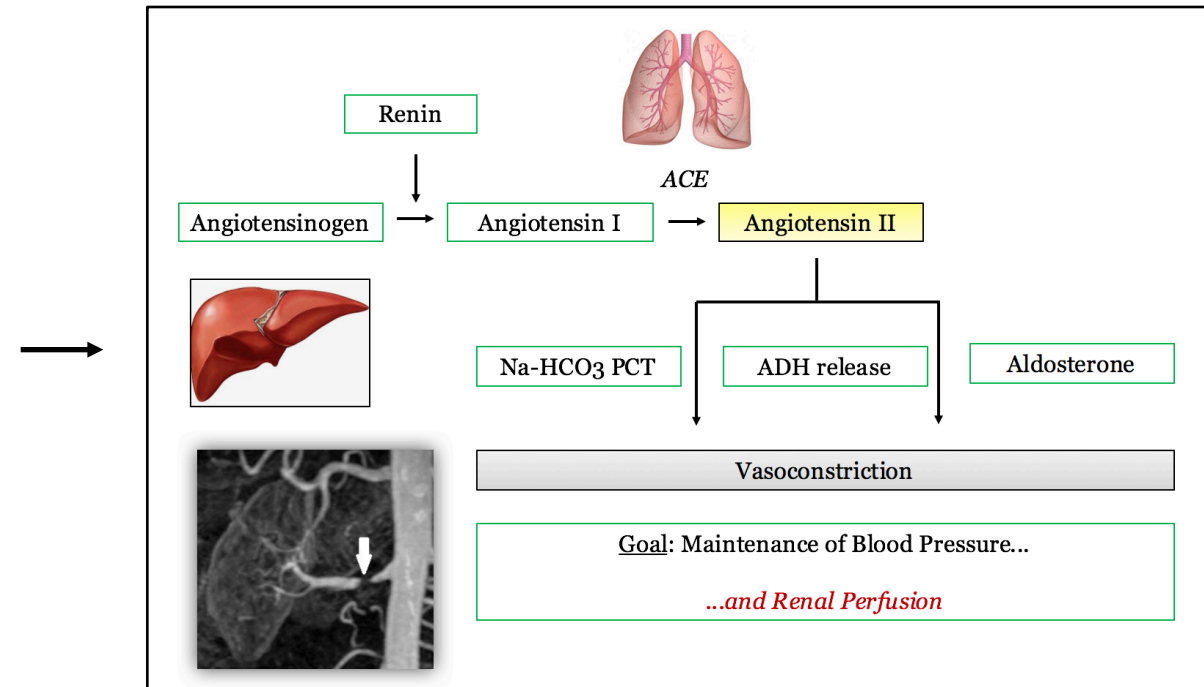 Renin
ACE
Angiotensinogen
Angiotensin I
Angiotensin II
Na-HCO3 PCT
ADH release
Aldosterone
Vasoconstriction
Goal: Maintenance of Blood Pressure...
...and Renal Perfusion